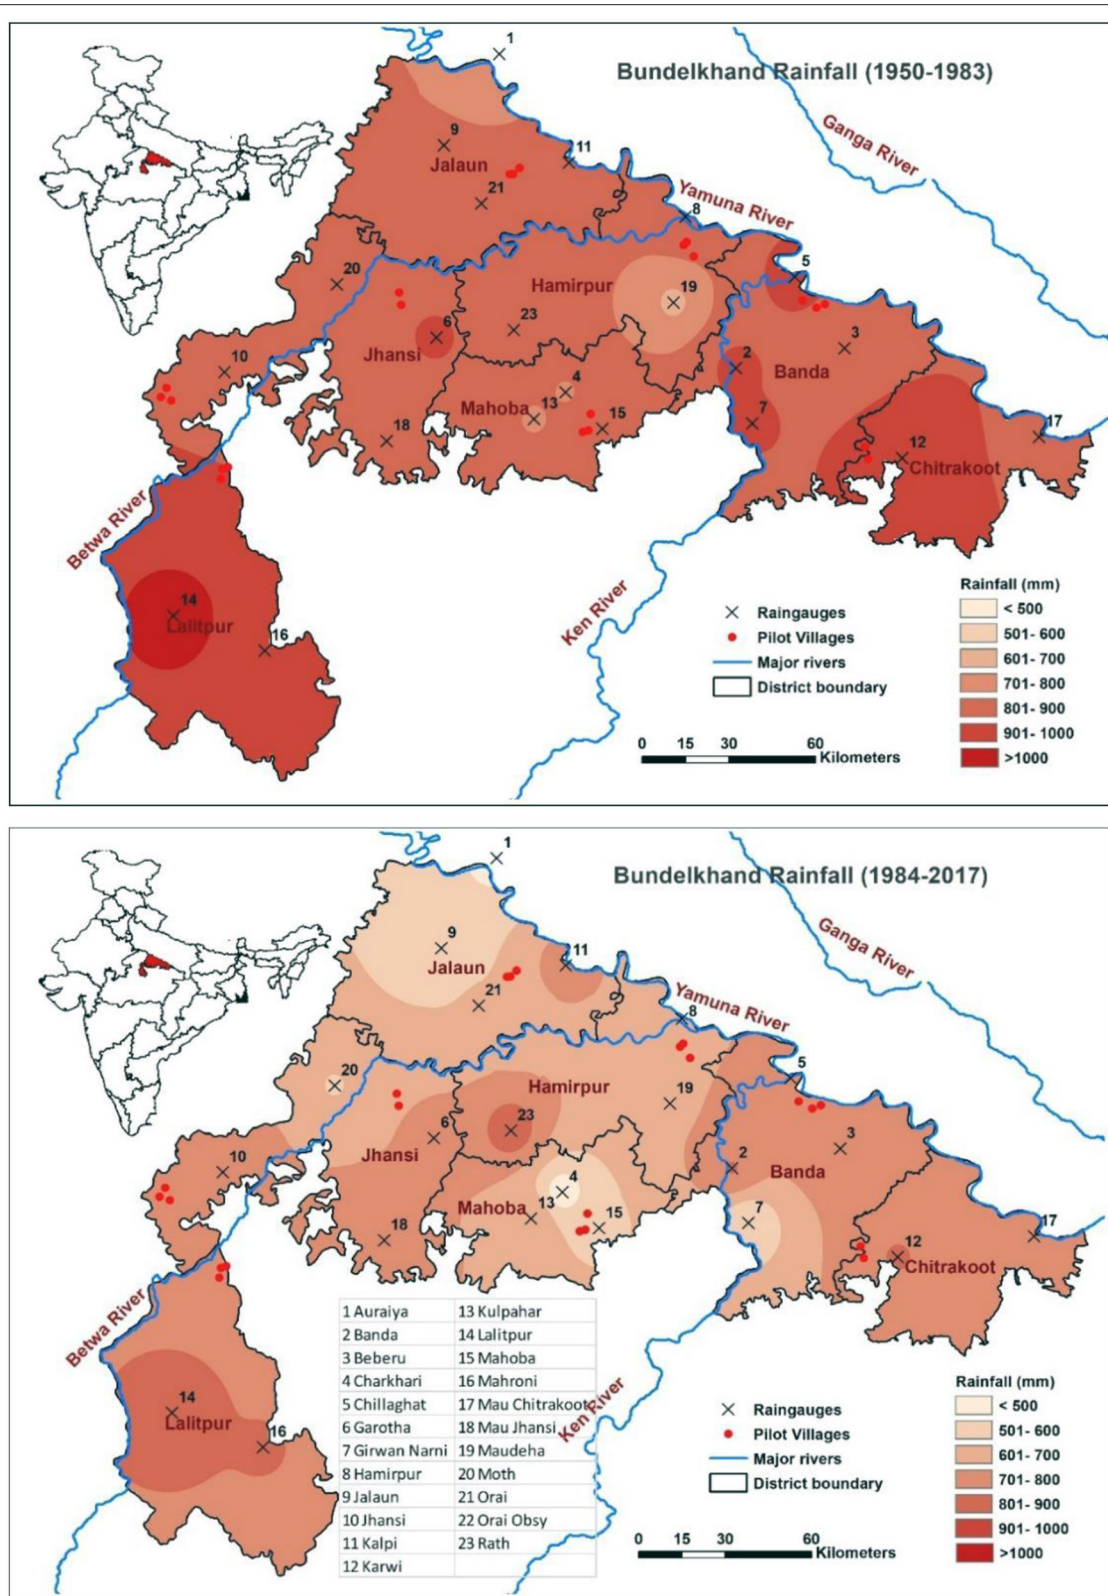 Bundelkhand Rainfall (1950-1983)
1
Ganga River
9
Jalaun
11
21
Yamuna River
8
5
20
Hamirpur
19
6
23
3
Jhansi
2
Banda
10
4
Mahoba
13
15
7
18
17
12
Chitrakoot
Betwa River
14
Lalitpur
16
Ken River
Raingauges
Pilot Villages
Major rivers
District boundary
0 15 30 60
Kilometers
Rainfall (mm)
< 500
501- 600
601- 700
701- 800
801- 900
901- 1000
>1000
Bundelkhand Rainfall (1984-2017)
1
Ganga River
9
Jalaun
11
21
Yamuna River
8
5
20
Hamirpur
19
23
6
3
Jhansi
2
Banda
10
4
Mahoba
13
15
7
18
17
12
Chitrakoot
Betwa River
14
Lalitpur
16
Ken River
1 Auraiya 13 Kulpahar
2 Banda 14 Lalitpur
3 Beberu 15 Mahoba
4 Charkhari 16 Mahroni
5 Chillaghat 17 Mau Chitrakoot
6 Garotha 18 Mau Jhansi
7 Girwan Narni 19 Maudeha
8 Hamirpur 20 Moth
9 Jalaun 21 Orai
10 Jhansi 22 Orai Obsy
11 Kalpi 23 Rath
12 Karwi
Raingauges
Pilot Villages
Major rivers
District boundary
0 15 30 60
Kilometers
Rainfall (mm)
< 500
501- 600
601- 700
701- 800
801- 900
901- 1000
>1000